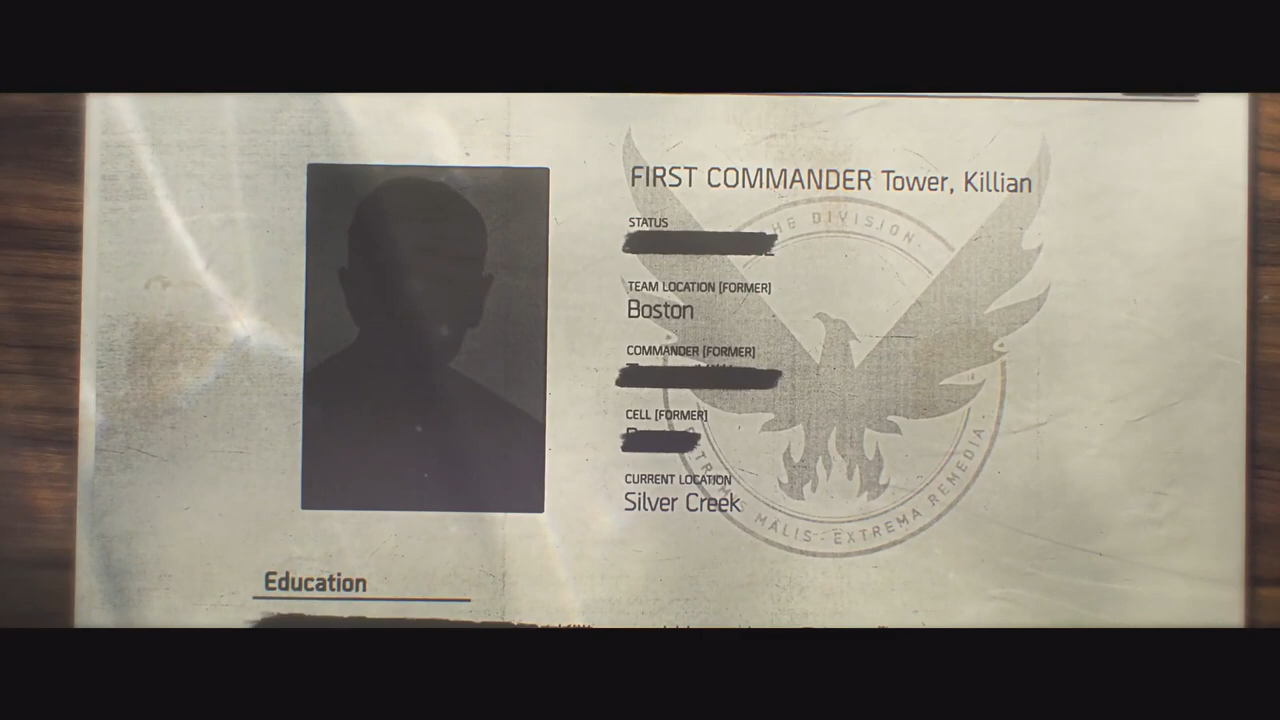 FIRST COMMANDER Tower, Killian
THE DIVISION
STATUS
TEAM LOCATION [FORMER]
Boston
COMMANDER [FORMER]
CELL [FORMER]
CURRENT LOCATION
Silver Creek
MALIS · EXTREMA REMEDIA
Education